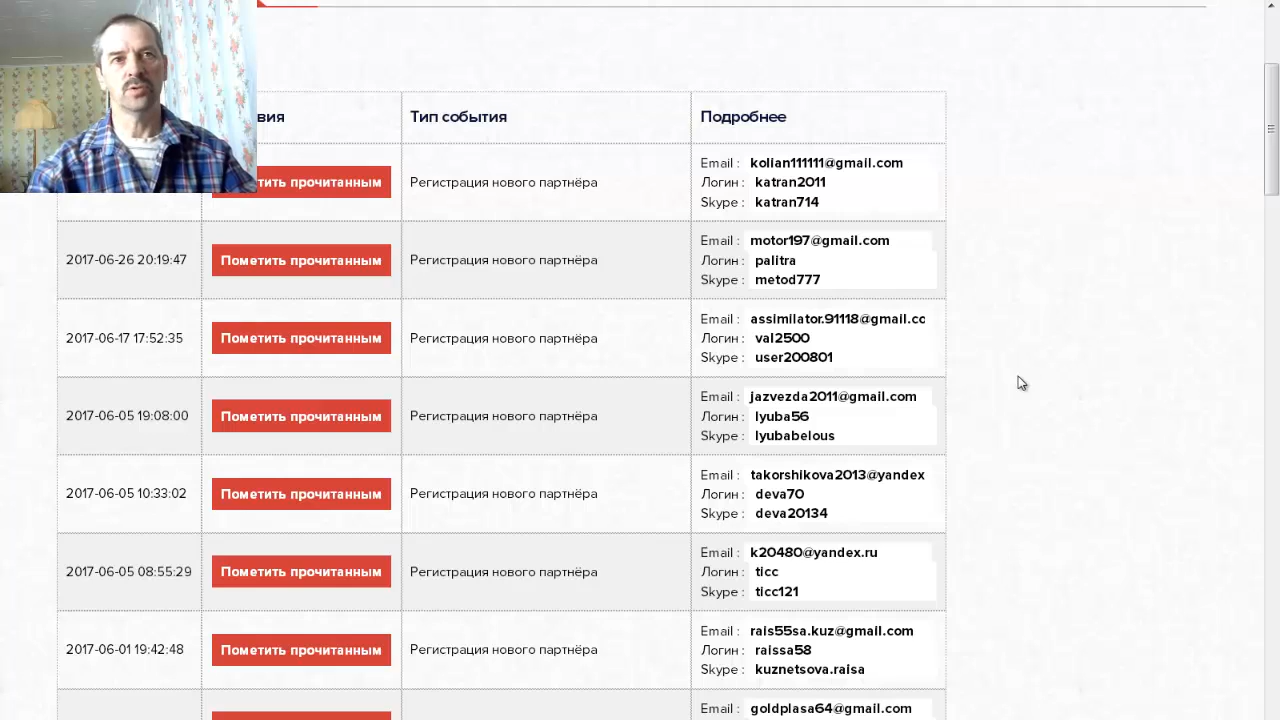 вия
Тип события
Подробнее
тить прочитанным
Регистрация нового партнёра
Email : kolian111111@gmail.com
Логин : katran2011
Skype : katran714
2017-06-26 20:19:47
Пометить прочитанным
Регистрация нового партнёра
Email : motor197@gmail.com
Логин : palitra
Skype : metod777
2017-06-17 17:52:35
Пометить прочитанным
Регистрация нового партнёра
Email : assimilator.91118@gmail.cc
Логин : val2500
Skype : user200801
2017-06-05 19:08:00
Пометить прочитанным
Регистрация нового партнёра
Email : jazvezda2011@gmail.com
Логин : lyuba56
Skype : lyubabelous
2017-06-05 10:33:02
Пометить прочитанным
Регистрация нового партнёра
Email : takorshikova2013@yandex
Логин : deva70
Skype : deva20134
2017-06-05 08:55:29
Пометить прочитанным
Регистрация нового партнёра
Email : k20480@yandex.ru
Логин : ticc
Skype : ticc121
2017-06-01 19:42:48
Пометить прочитанным
Регистрация нового партнёра
Email : rais55sa.kuz@gmail.com
Логин : raissa58
Skype : kuznetsova.raisa
Email : goldplasa64@gmail.com